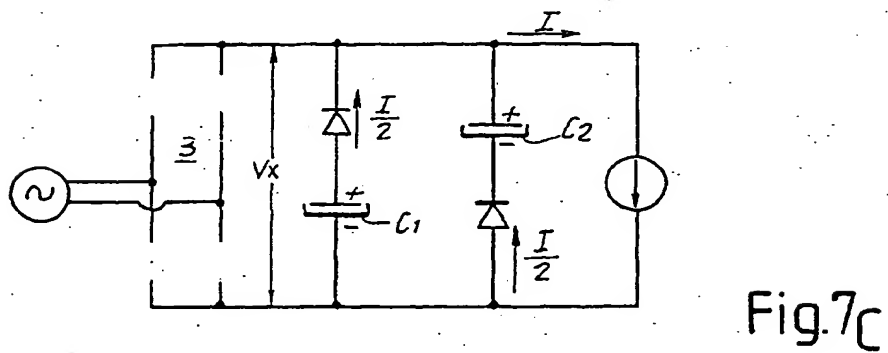 I
I/2
+
C2
-
3
Vx
~
+
C1
-
I/2
Fig.7c